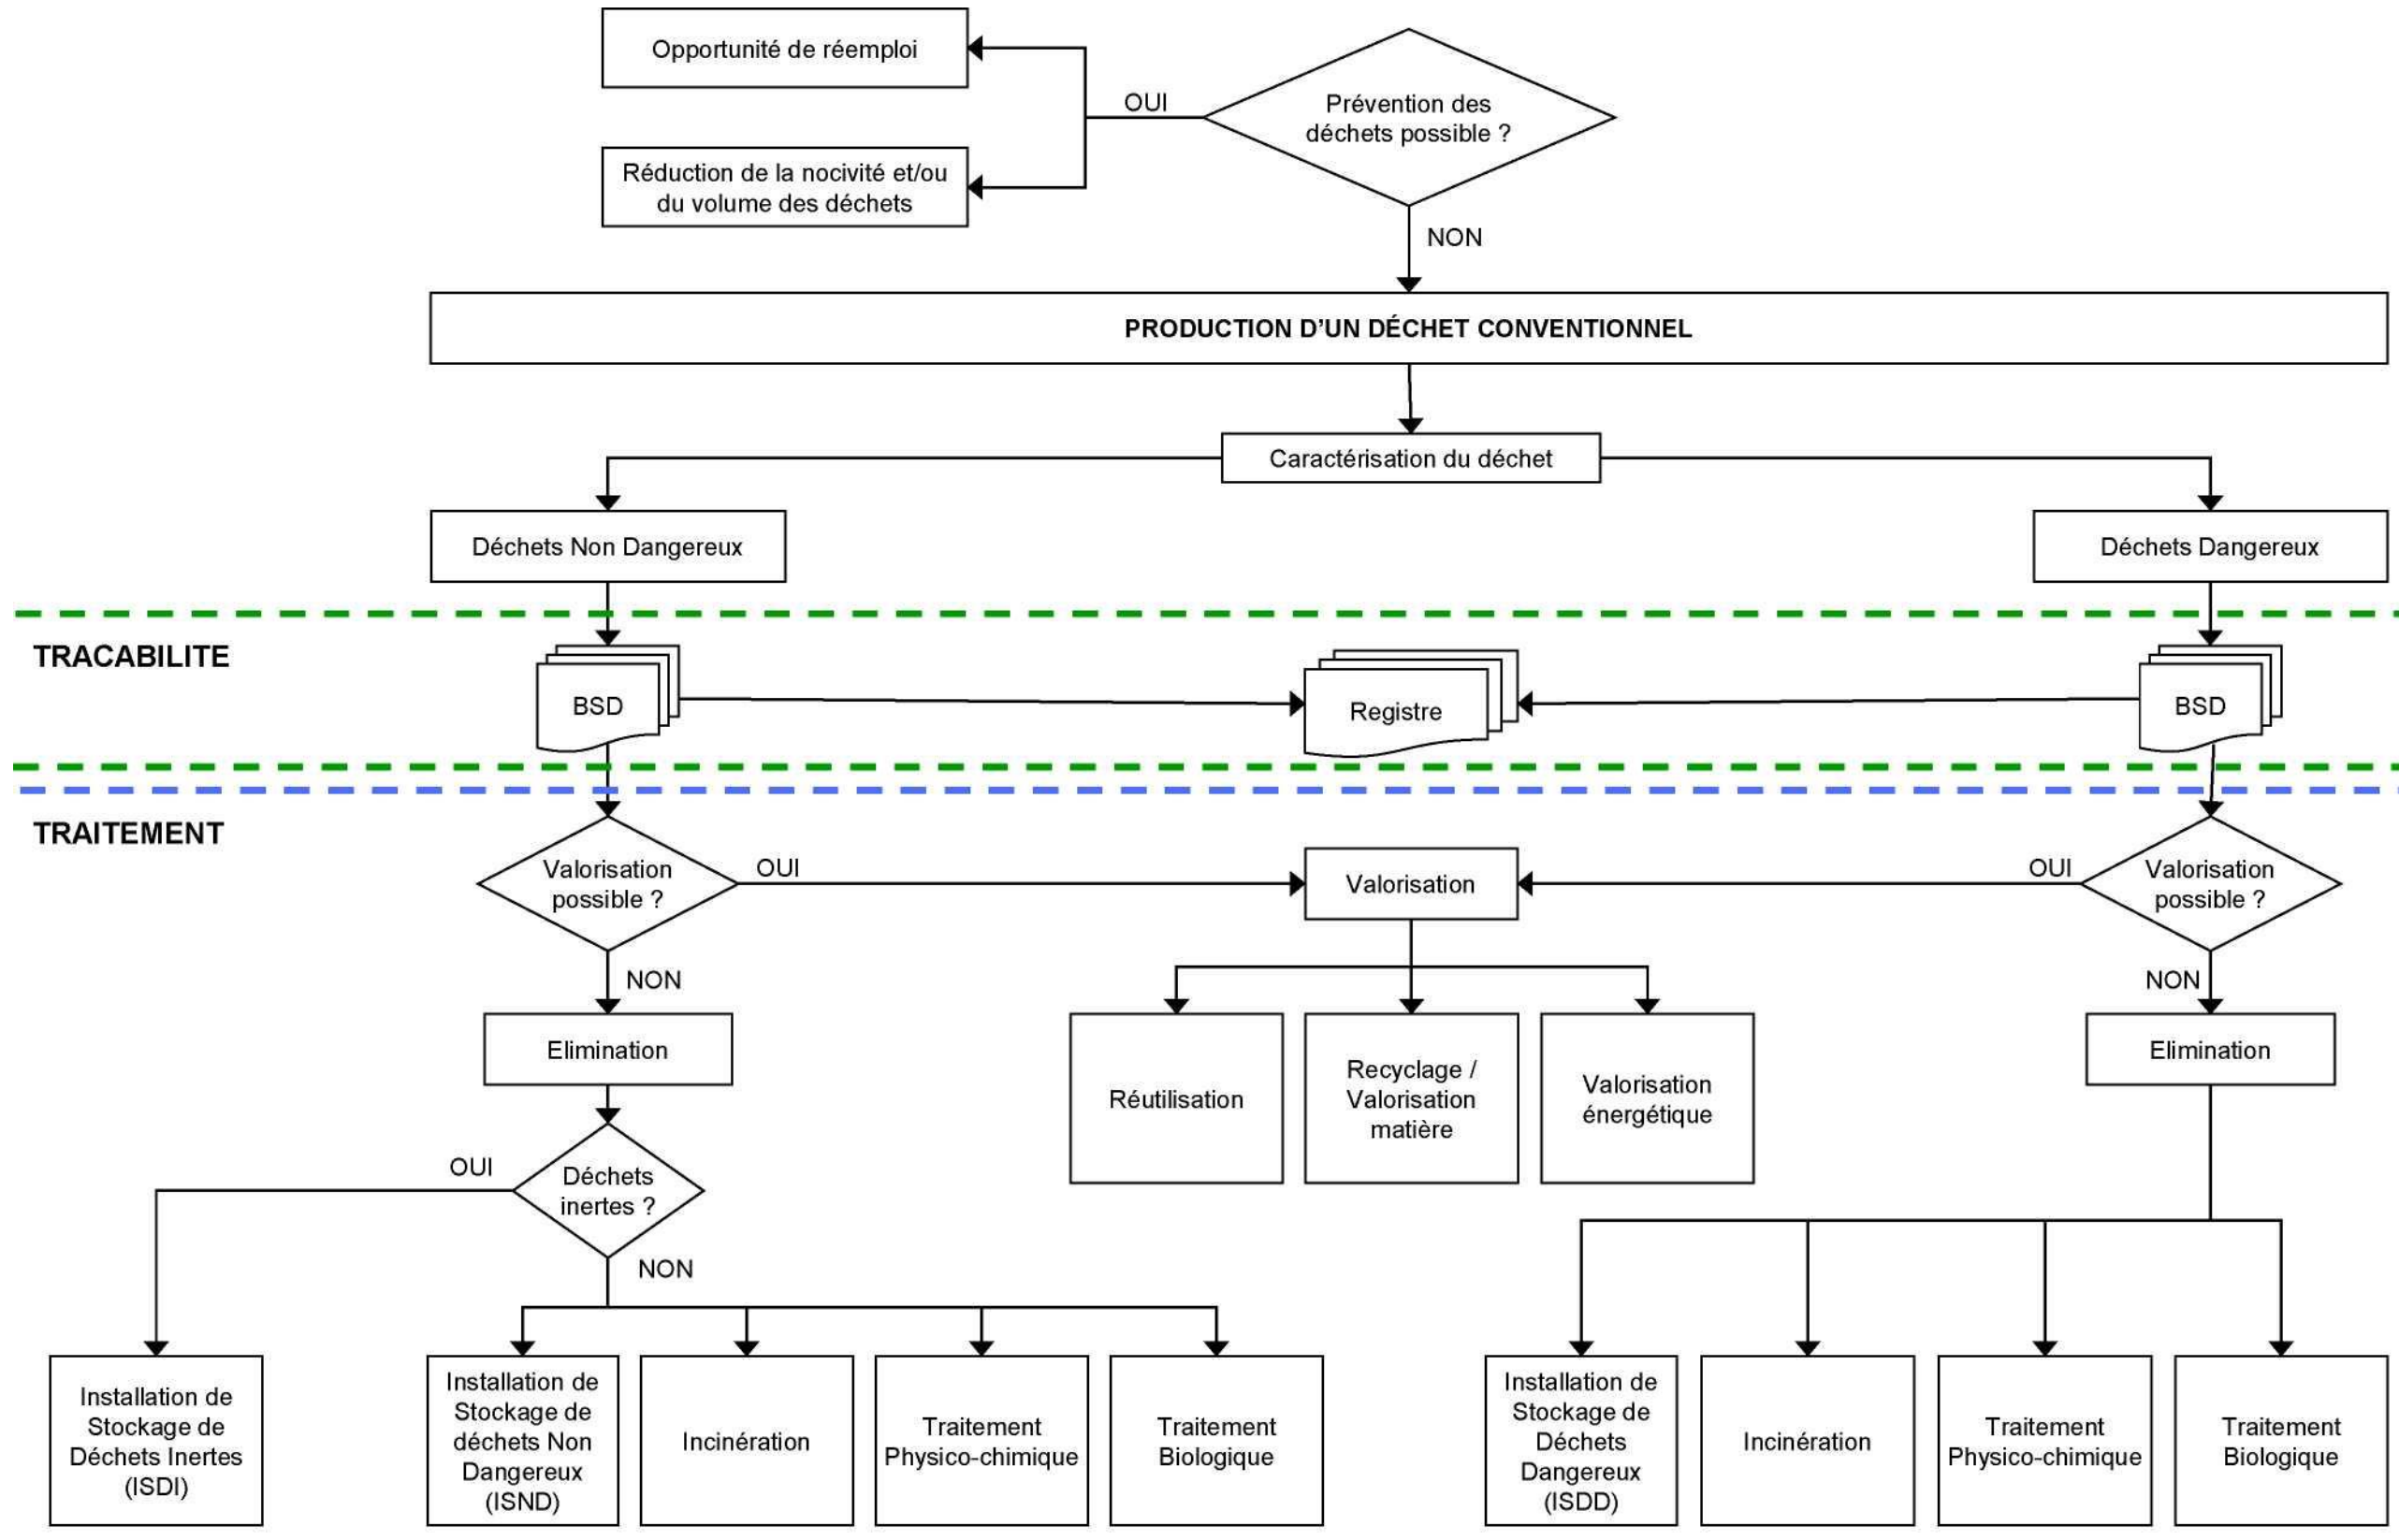 Opportunité de réemploi
OUI
Prévention des
déchets possible ?
Réduction de la nocivité et/ou
du volume des déchets
NON
PRODUCTION D’UN DÉCHET CONVENTIONNEL
Caractérisation du déchet
Déchets Non Dangereux
Déchets Dangereux
TRACABILITE
BSD
Registre
BSD
TRAITEMENT
Valorisation
possible ?
OUI
Valorisation
OUI
Valorisation
possible ?
NON
NON
Elimination
Réutilisation
Recyclage /
Valorisation
matière
Valorisation
énergétique
Elimination
OUI
Déchets
inertes ?
NON
Installation de
Stockage de
Déchets Inertes
(ISDI)
Installation de
Stockage de
déchets Non
Dangereux
(ISND)
Incinération
Traitement
Physico-chimique
Traitement
Biologique
Installation de
Stockage de
Déchets
Dangereux
(ISDD)
Incinération
Traitement
Physico-chimique
Traitement
Biologique